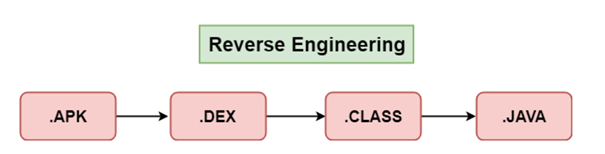 Reverse Engineering
.APK
.DEX
.CLASS
.JAVA